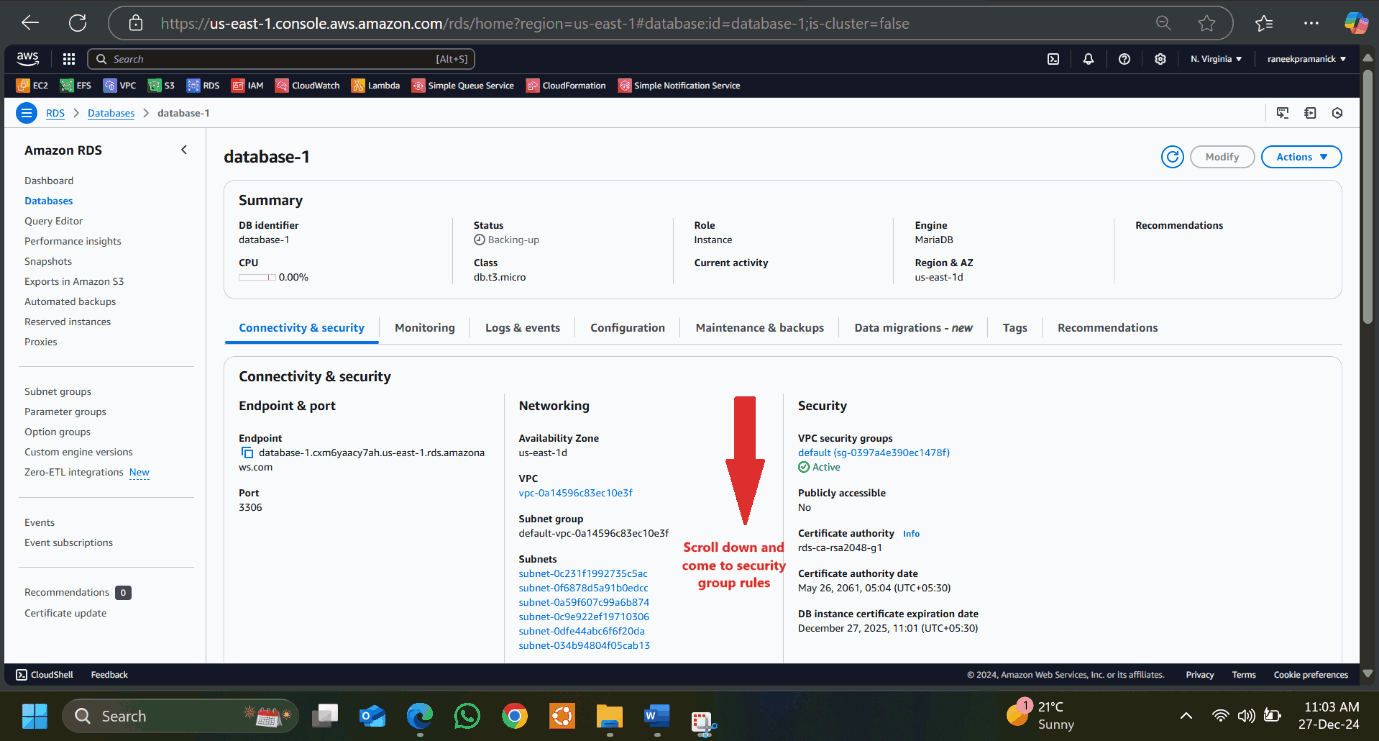 https://us-east-1.console.aws.amazon.com/rds/home?region=us-east-1#database:id=database-1;is-cluster=false
aws
Search
[Alt+S]
N. Virginia
raneekpramanick
EC2
EFS
VPC
S3
RDS
IAM
CloudWatch
Lambda
Simple Queue Service
CloudFormation
Simple Notification Service
RDS > Databases > database-1
Amazon RDS
Dashboard
Databases
Query Editor
Performance insights
Snapshots
Exports in Amazon S3
Automated backups
Reserved instances
Proxies
Subnet groups
Parameter groups
Option groups
Custom engine versions
Zero-ETL integrations New
Events
Event subscriptions
Recommendations 0
Certificate update
database-1
Modify
Actions
Summary
DB identifier
database-1
CPU
0.00%
Status
Backing-up
Class
db.t3.micro
Role
Instance
Current activity
Engine
MariaDB
Region & AZ
us-east-1d
Recommendations
Connectivity & security
Monitoring
Logs & events
Configuration
Maintenance & backups
Data migrations - new
Tags
Recommendations
Connectivity & security
Endpoint & port
Endpoint
database-1.cxm6yaacy7ah.us-east-1.rds.amazona
ws.com
Port
3306
Networking
Availability Zone
us-east-1d
VPC
vpc-0a14596c83ec10e3f
Subnet group
default-vpc-0a14596c83ec10e3f
Subnets
subnet-0c231f1992735c5ac
subnet-0f6878d5a91b0edcc
subnet-0a59f607c99a6b874
subnet-0c9e922ef19710306
subnet-0dfe44abc6f6f20da
subnet-034b94804f05cab13
Scroll down and
come to security
group rules
Security
VPC security groups
default (sg-0397a4e390ec1478f)
Active
Publicly accessible
No
Certificate authority Info
rds-ca-rsa2048-g1
Certificate authority date
May 26, 2061, 05:04 (UTC+05:30)
DB instance certificate expiration date
December 27, 2025, 11:01 (UTC+05:30)
CloudShell
Feedback
© 2024, Amazon Web Services, Inc. or its affiliates.
Privacy
Terms
Cookie preferences
Search
1
21°C
Sunny
11:03 AM
27-Dec-24